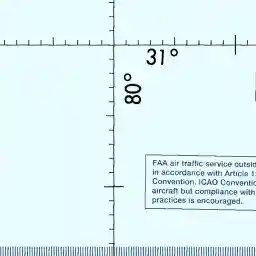 31°
80°
FAA air traffic service outsid
in accordance with Article 1
Convention, ICAO Conventio
aircraft but compliance with
practices is encouraged.